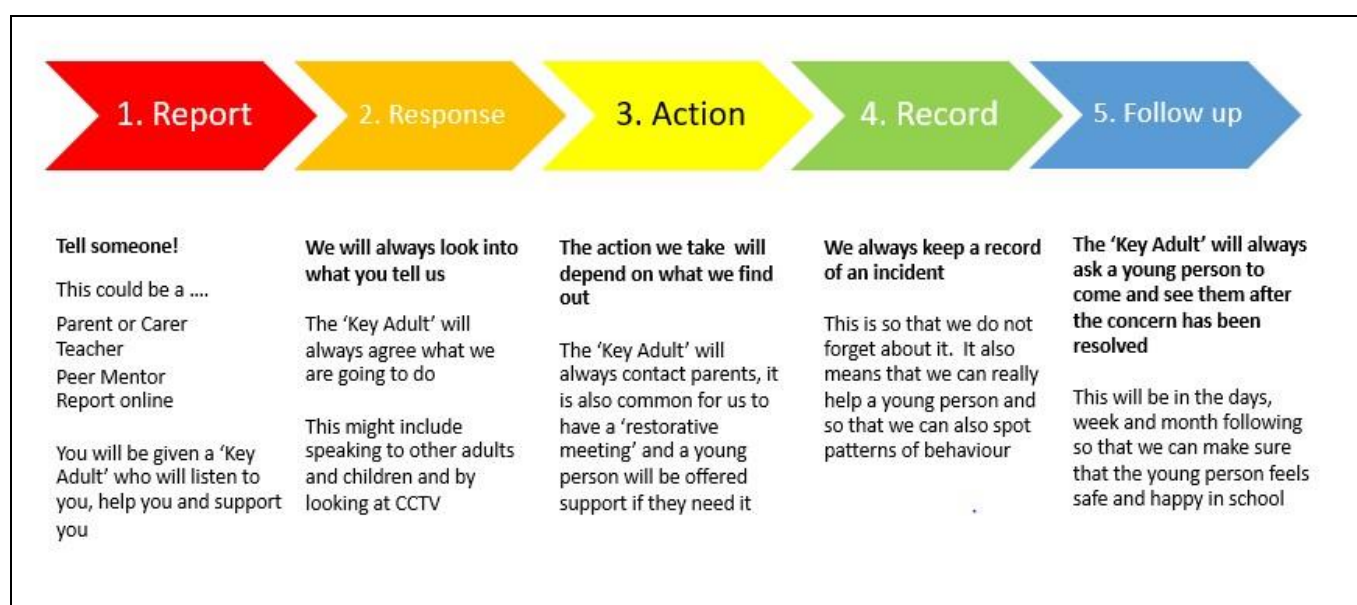 1. Report
2. Response
3. Action
4. Record
5. Follow up
Tell someone!
This could be a ....
Parent or Carer
Teacher
Peer Mentor
Report online
You will be given a ‘Key
Adult’ who will listen to
you, help you and support
you
We will always look into
what you tell us
The ‘Key Adult’ will
always agree what we
are going to do
This might include
speaking to other adults
and children and by
looking at CCTV
The action we take will
depend on what we find
out
The ‘Key Adult’ will
always contact parents, it
is also common for us to
have a ‘restorative
meeting’ and a young
person will be offered
support if they need it
We always keep a record
of an incident
This is so that we do not
forget about it. It also
means that we can really
help a young person and
so that we can also spot
patterns of behaviour
The ‘Key Adult’ will always
ask a young person to
come and see them after
the concern has been
resolved
This will be in the days,
week and month following
so that we can make sure
that the young person feels
safe and happy in school